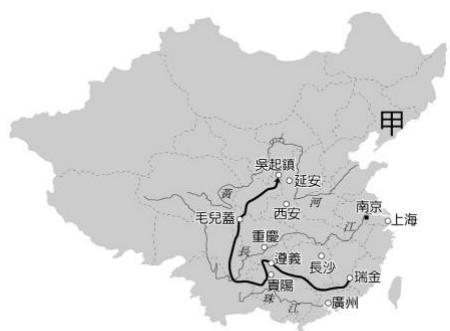 甲
吳起鎮
延安
黃
河
西安
毛兒蓋
南京
上海
江
重慶
長
遵義
長沙
貴陽
瑞金
珠
江
廣州